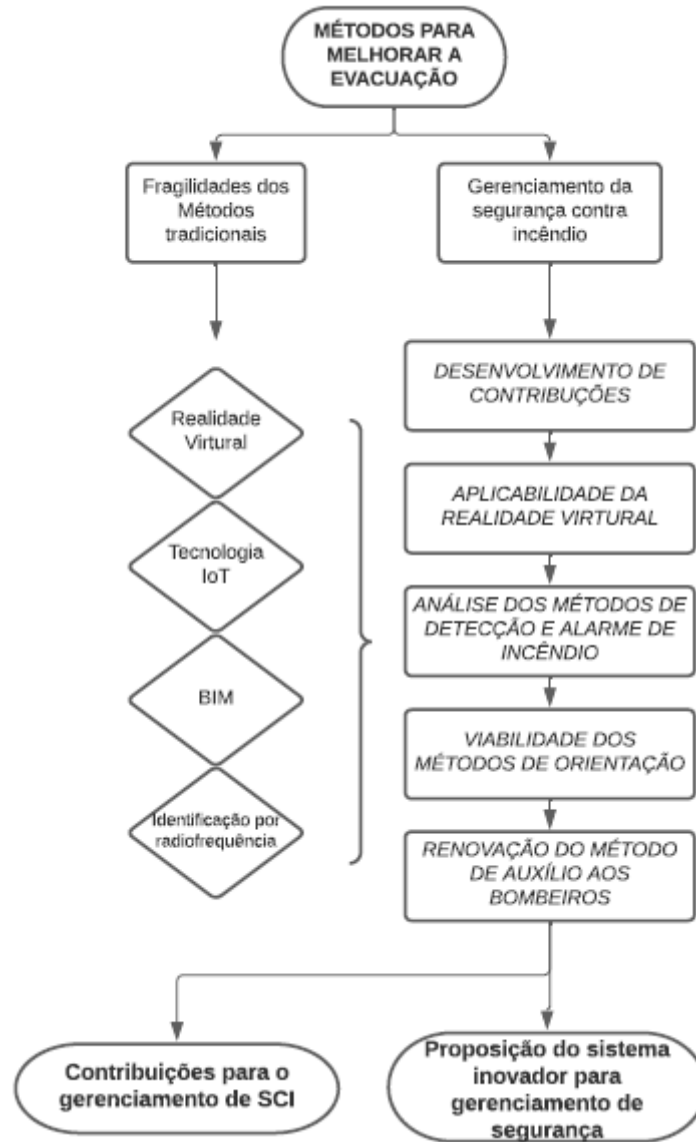 MÉTODOS PARA
MELHORAR A
EVACUAÇÃO
Fragilidades dos
Métodos
tradicionais
Gerenciamento da
segurança contra
incêndio
Realidade
Virtural
Tecnologia
IoT
BIM
Identificação por
radiofrequência
DESENVOLVIMENTO DE
CONTRIBUÇÕES
APLICABILIDADE DA
REALIDADE VIRTURAL
ANÁLISE DOS MÉTODOS DE
DETECÇÃO E ALARME DE
INCÊNDIO
VIABILIDADE DOS
MÉTODOS DE ORIENTAÇÃO
RENOVAÇÃO DO MÉTODO
DE AUXÍLIO AOS
BOMBEIROS
Contribuições para o
gerenciamento de SCI
Proposição do sistema
inovador para
gerenciamento de
segurança